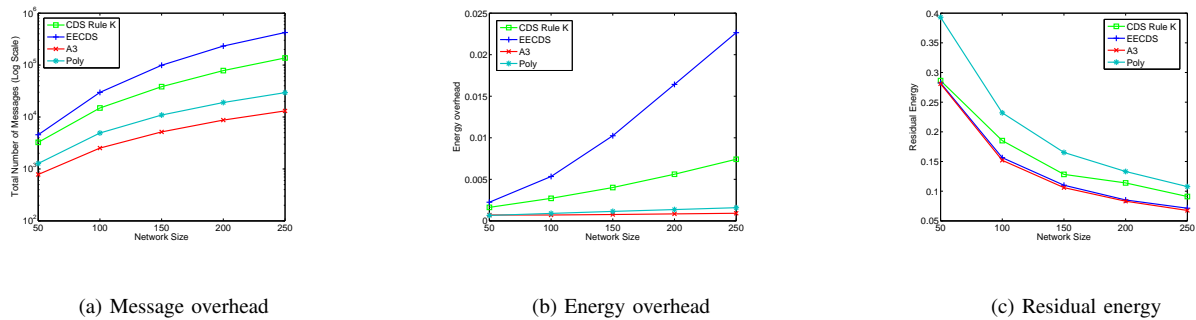 10^6
10^5
10^4
10^3
10^2
Total Number of Messages (Log Scale)
CDS Rule K
EECDS
A3
Poly
50 100 150 200 250
Network Size
(a) Message overhead
0.025
0.02
0.015
0.01
0.005
0
Energy overhead
CDS Rule K
EECDS
A3
Poly
50 100 150 200 250
Network Size
(b) Energy overhead
0.4
0.35
0.3
0.25
0.2
0.15
0.1
0.05
Residual Energy
CDS Rule K
EECDS
A3
Poly
50 100 150 200 250
Network Size
(c) Residual energy